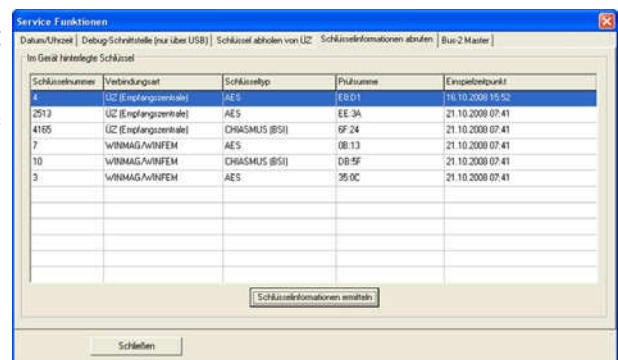 Service Funktionen
Datum/Uhrzeit Debug-Schnittstelle (nur über USB) Schlüssel abholen von ÜZ Schlüsselinformationen abrufen Bus-2 Master
Im Gerät hinterlegte Schlüssel
Schlüsselnummer Verbindungsart Schlüsseltyp Prüfsumme Einspielzeitpunkt
4 ÜZ (Empfangszentrale) AES E8:D1 16.10.2008 15:52
2513 ÜZ (Empfangszentrale) AES EE:3A 21.10.2008 07:41
4165 ÜZ (Empfangszentrale) CHIASMUS (BSI) 6F:24 21.10.2008 07:41
7 WINMAG/WINFEM AES 0B:13 21.10.2008 07:41
10 WINMAG/WINFEM CHIASMUS (BSI) DB:5F 21.10.2008 07:41
3 WINMAG/WINFEM AES 35:0C 21.10.2008 07:41
Schlüsselinformationen ermitteln
Schließen